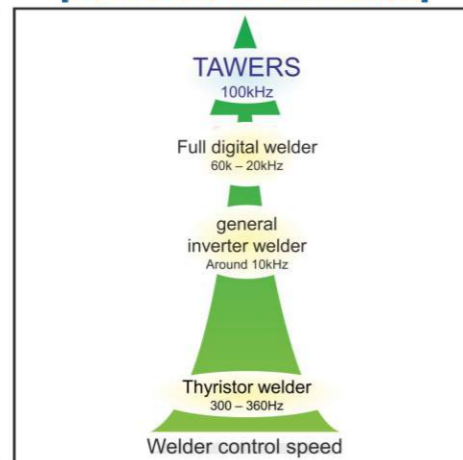 TAWERS
100kHz
Full digital welder
60k – 20kHz
general
inverter welder
Around 10kHz
Thyristor welder
300 – 360Hz
Welder control speed